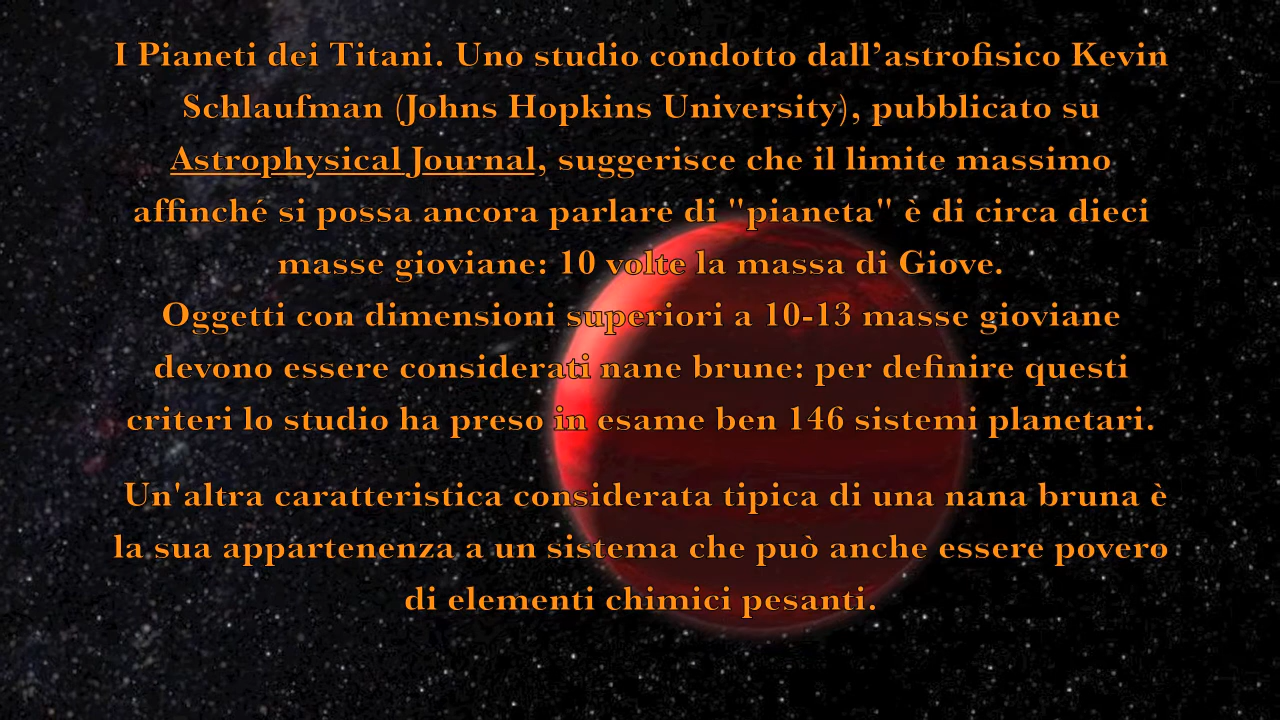 I Pianeti dei Titani. Uno studio condotto dall’astrofisico Kevin
Schlaufman (Johns Hopkins University), pubblicato su
Astrophysical Journal, suggerisce che il limite massimo
affinché si possa ancora parlare di "pianeta" è di circa dieci
masse gioviane: 10 volte la massa di Giove.
Oggetti con dimensioni superiori a 10-13 masse gioviane
devono essere considerati nane brune: per definire questi
criteri lo studio ha preso in esame ben 146 sistemi planetari.
Un'altra caratteristica considerata tipica di una nana bruna è
la sua appartenenza a un sistema che può anche essere povero
di elementi chimici pesanti.